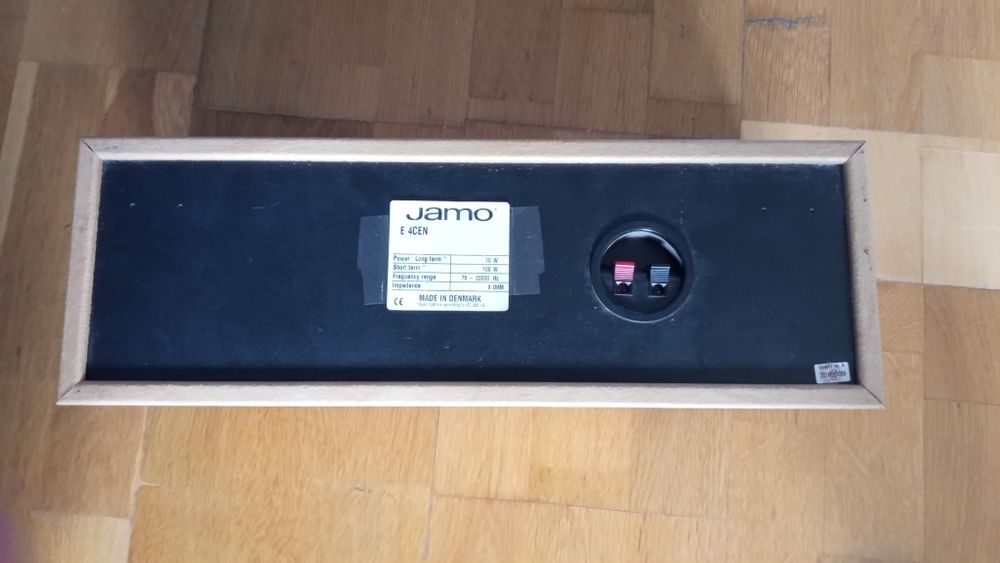 Jamo
E 4CEN
Power Long term * 70 W
Short term * 100 W
Frequency range 75 - 20000 Hz
Impedance OHM
CE MADE IN DENMARK